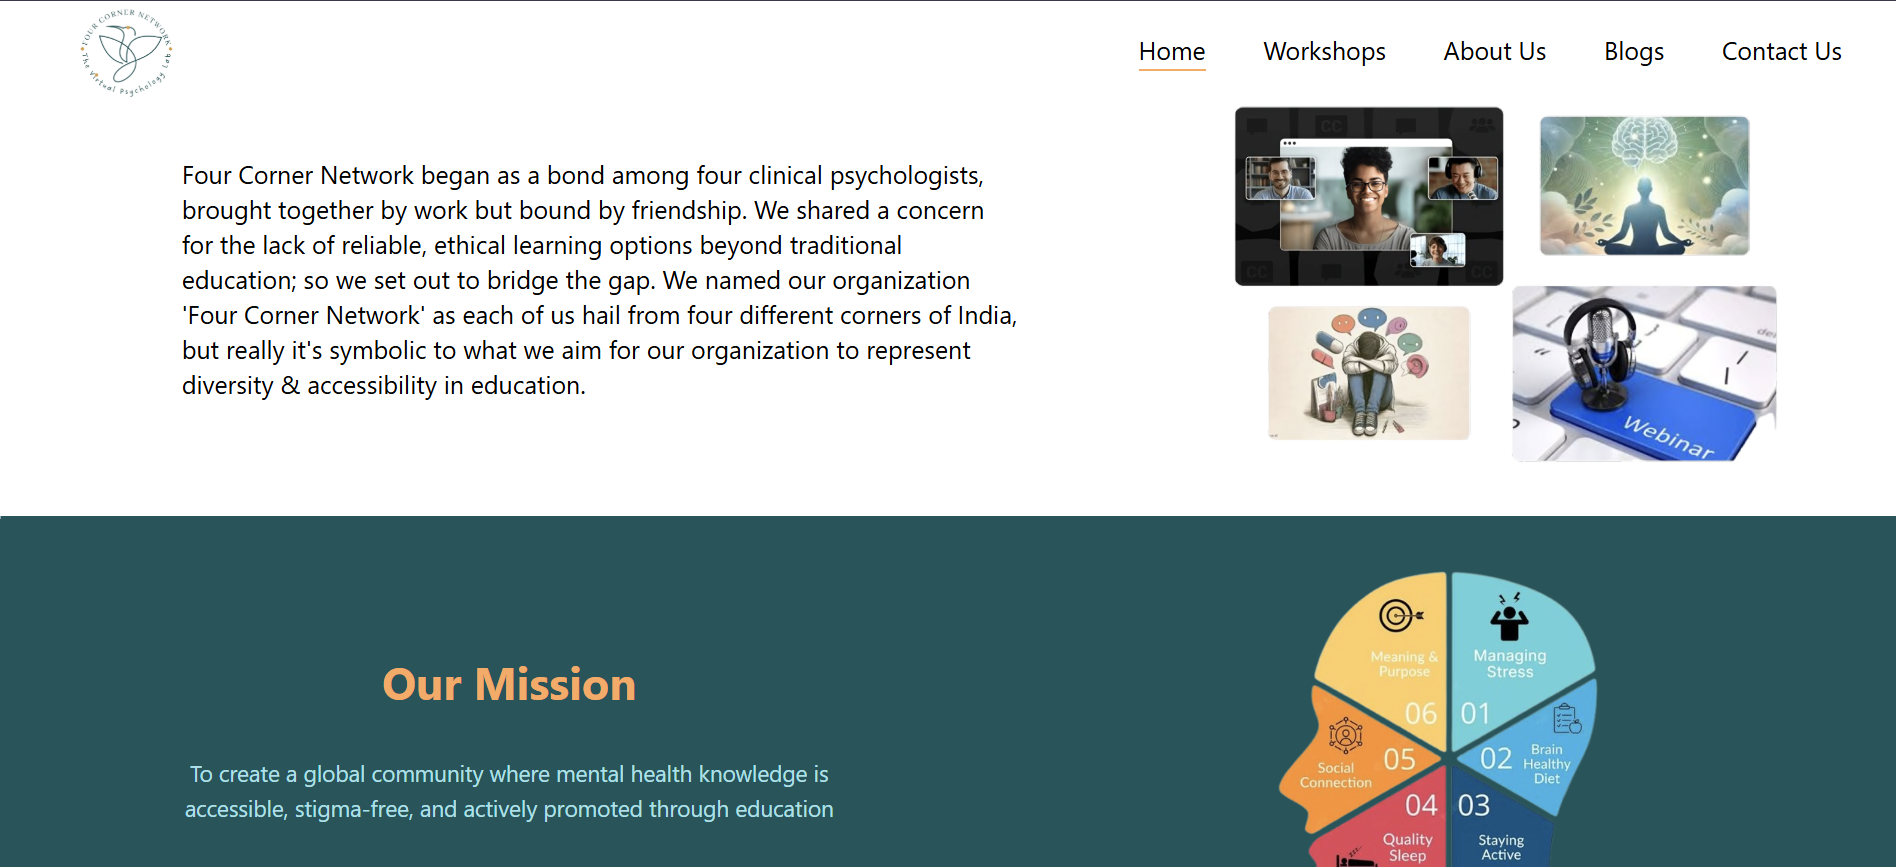 FOUR CORNER NETWORK
The Virtual Psychology Lab
Home Workshops About Us Blogs Contact Us
Four Corner Network began as a bond among four clinical psychologists,
brought together by work but bound by friendship. We shared a concern
for the lack of reliable, ethical learning options beyond traditional
education; so we set out to bridge the gap. We named our organization
'Four Corner Network' as each of us hail from four different corners of India,
but really it's symbolic to what we aim for our organization to represent
diversity & accessibility in education.
CC
CC
CC
Webinar
Our Mission
To create a global community where mental health knowledge is
accessible, stigma-free, and actively promoted through education
Managing
Stress
01
Brain
Healthy
Diet
02
03
Staying
Active
04
Quality
Sleep
05
Social
Connection
Meaning &
Purpose
06